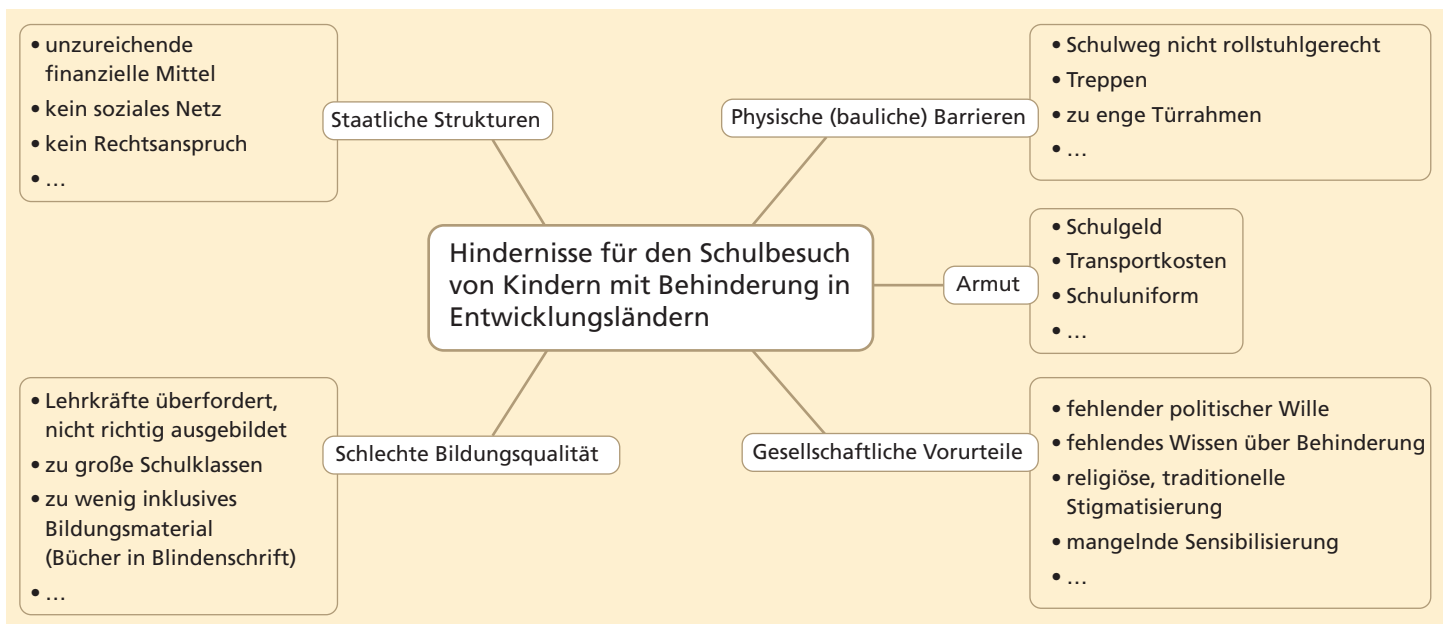 Hindernisse für den Schulbesuch
von Kindern mit Behinderung in
Entwicklungsländern
Staatliche Strukturen
• unzureichende
finanzielle Mittel
• kein soziales Netz
• kein Rechtsanspruch
• …
Physische (bauliche) Barrieren
• Schulweg nicht rollstuhlgerecht
• Treppen
• zu enge Türrahmen
• …
Armut
• Schulgeld
• Transportkosten
• Schuluniform
• …
Schlechte Bildungsqualität
• Lehrkräfte überfordert,
nicht richtig ausgebildet
• zu große Schulklassen
• zu wenig inklusives
Bildungsmaterial
(Bücher in Blindenschrift)
• …
Gesellschaftliche Vorurteile
• fehlender politischer Wille
• fehlendes Wissen über Behinderung
• religiöse, traditionelle
Stigmatisierung
• mangelnde Sensibilisierung
• …